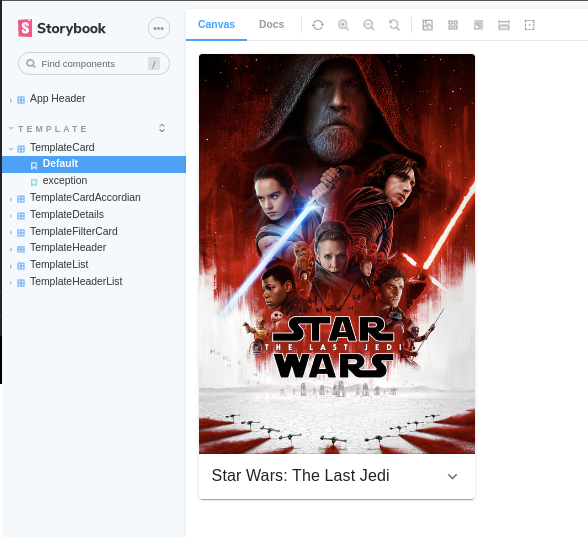 Storybook
Canvas
Docs
Find components
/
App Header
TEMPLATE
TemplateCard
Default
exception
TemplateCardAccordian
TemplateDetails
TemplateFilterCard
TemplateHeader
TemplateList
TemplateHeaderList
STAR
THE LAST JEDI
WARS
Star Wars: The Last Jedi